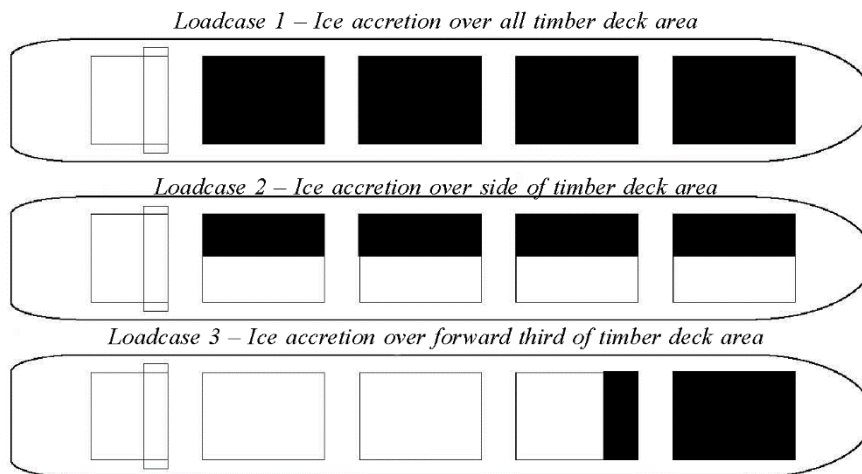 Loadcase 1 – Ice accretion over all timber deck area
Loadcase 2 – Ice accretion over side of timber deck area
Loadcase 3 – Ice accretion over forward third of timber deck area